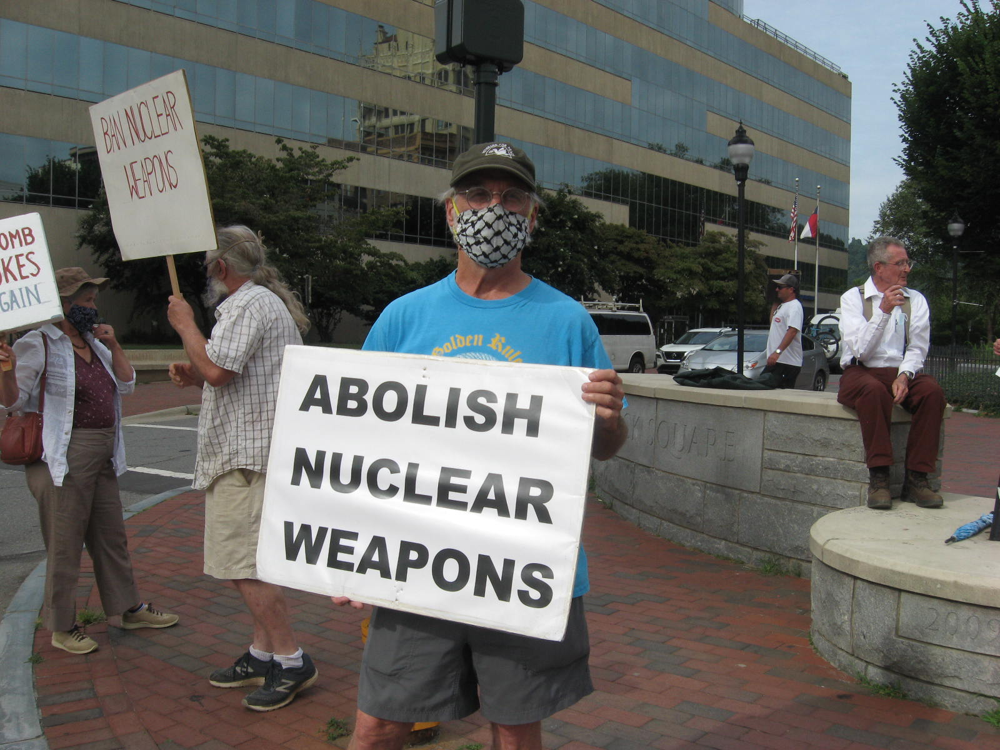 BAN NUCLEAR
WEAPONS
OMB
KES
GAIN
Golden Rule
ABOLISH
NUCLEAR
WEAPONS
K SQUARE
2009